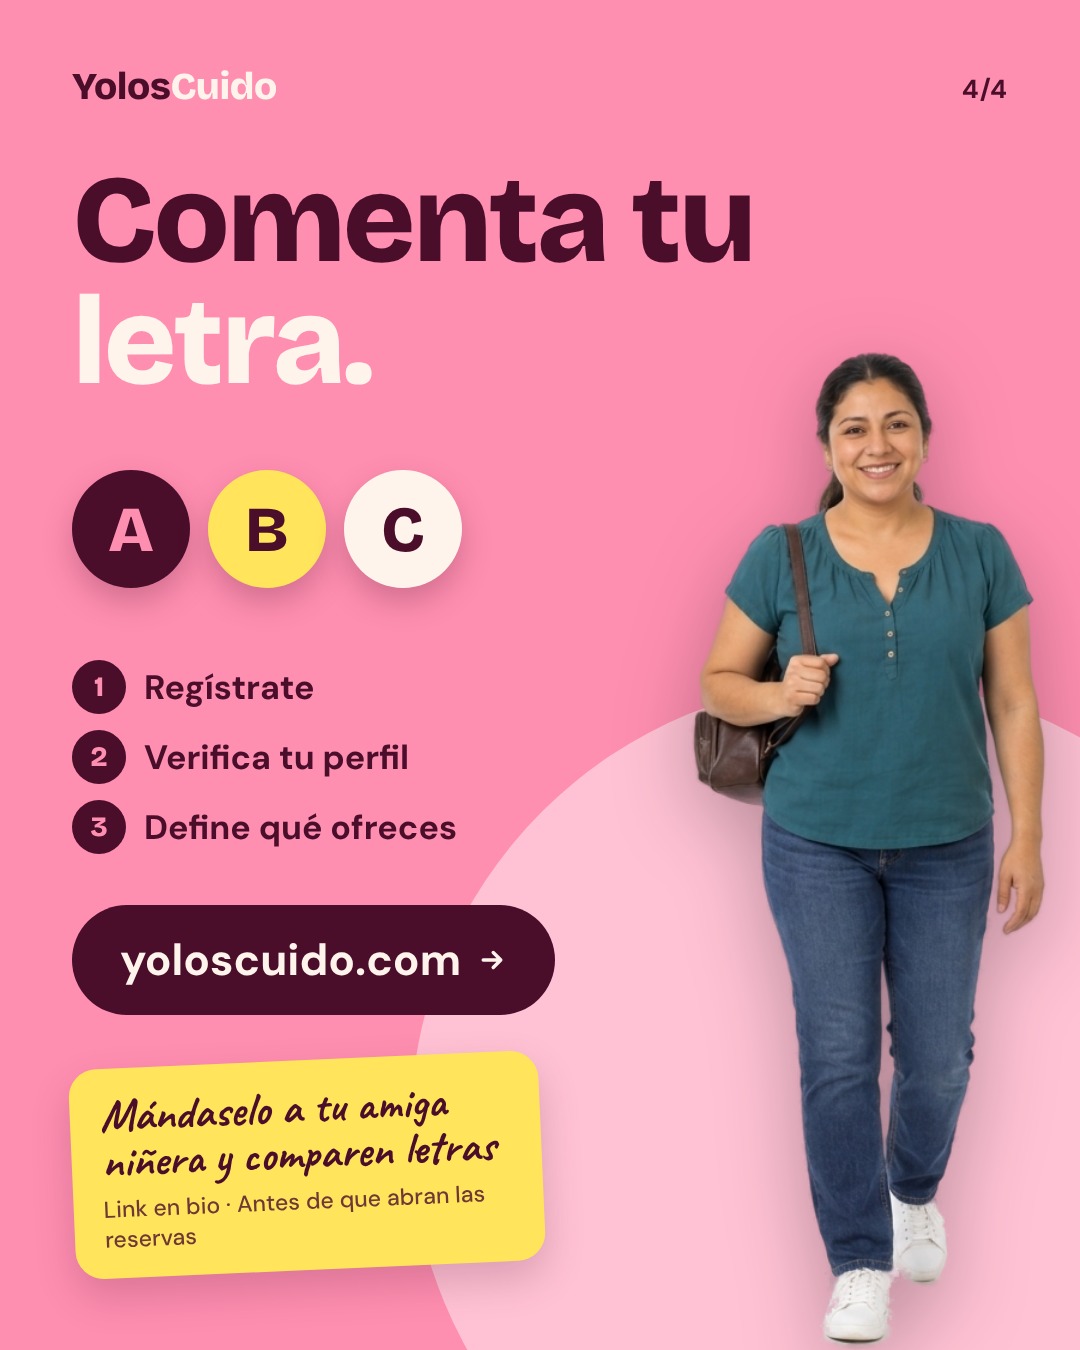 YolosCuido
4/4
Comenta tu
letra.
A B C
1 Regístrate
2 Verifica tu perfil
3 Define qué ofreces
yoloscuido.com →
Mándaselo a tu amiga
niñera y comparen letras
Link en bio · Antes de que abran las
reservas